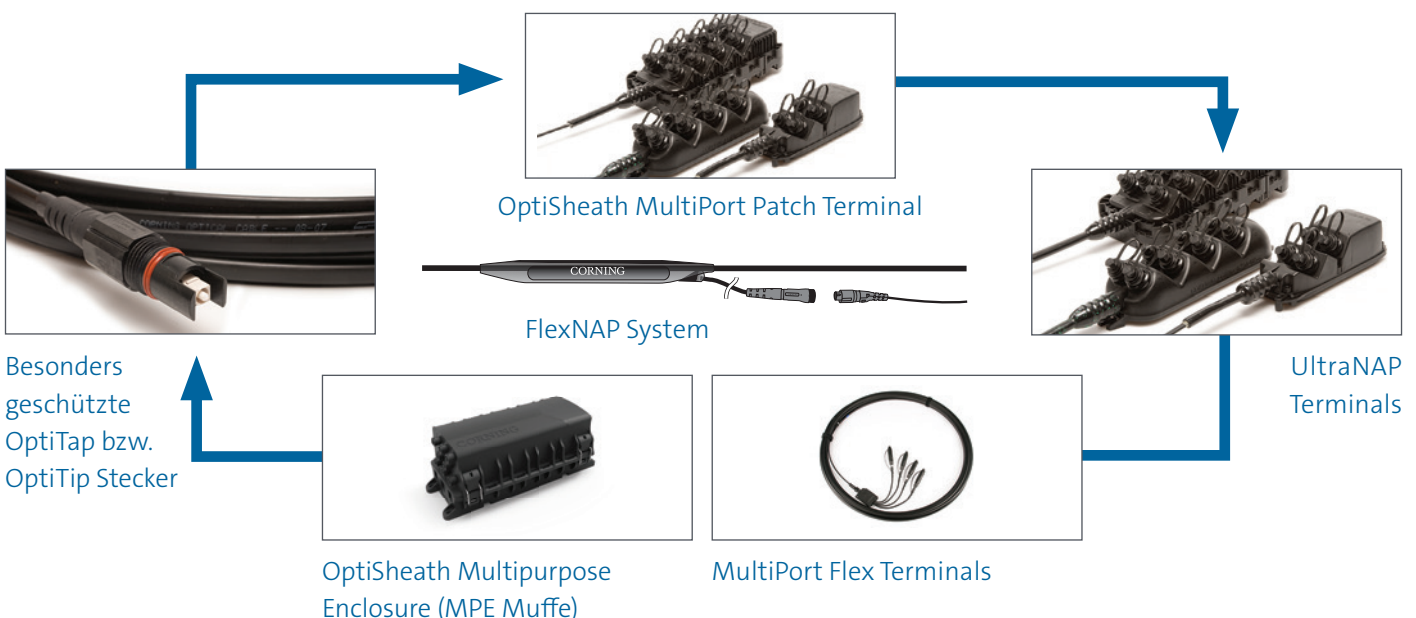 OptiSheath MultiPort Patch Terminal
CORNING
FlexNAP System
Besonders
geschützte
OptiTap bzw.
OptiTip Stecker
UltraNAP
Terminals
CORNING
OptiSheath Multipurpose
Enclosure (MPE Muffe)
MultiPort Flex Terminals